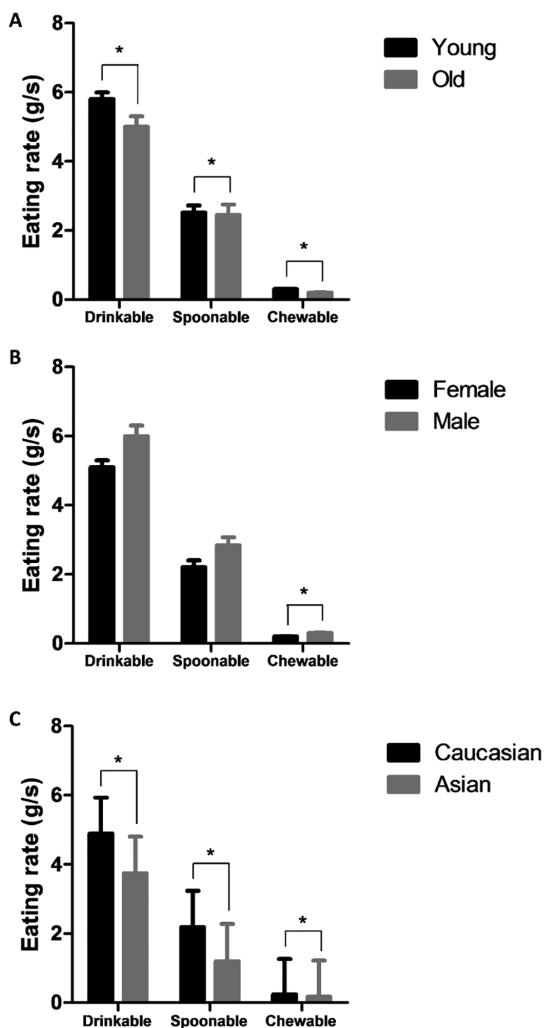 A
Eating rate (g/s)
8
6
4
2
0
*
*
*
Drinkable Spoonable Chewable
Young
Old
B
Eating rate (g/s)
8
6
4
2
0
*
Drinkable Spoonable Chewable
Female
Male
C
Eating rate (g/s)
8
6
4
2
0
*
*
*
Drinkable Spoonable Chewable
Caucasian
Asian